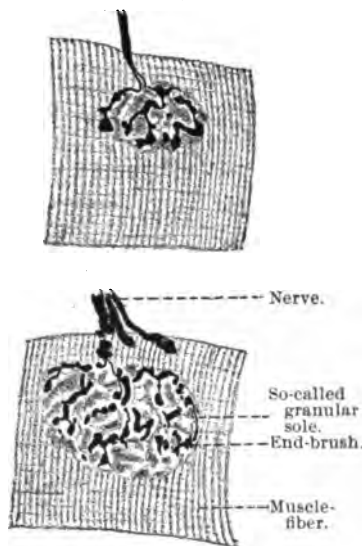 Nerve.
So-called
granular
sole.
End-brush.
Muscle-
fiber.